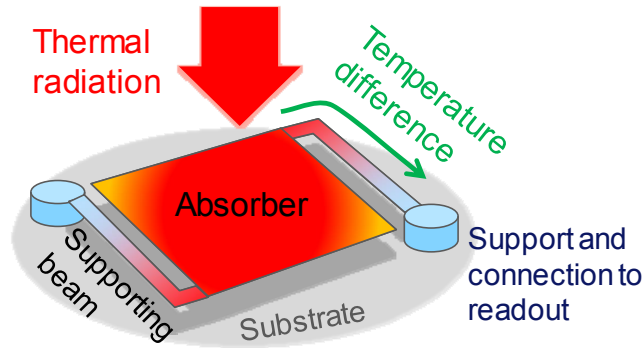 Thermal
radiation
Temperature
difference
Absorber
Supporting
beam
Support and
connection to
readout
Substrate